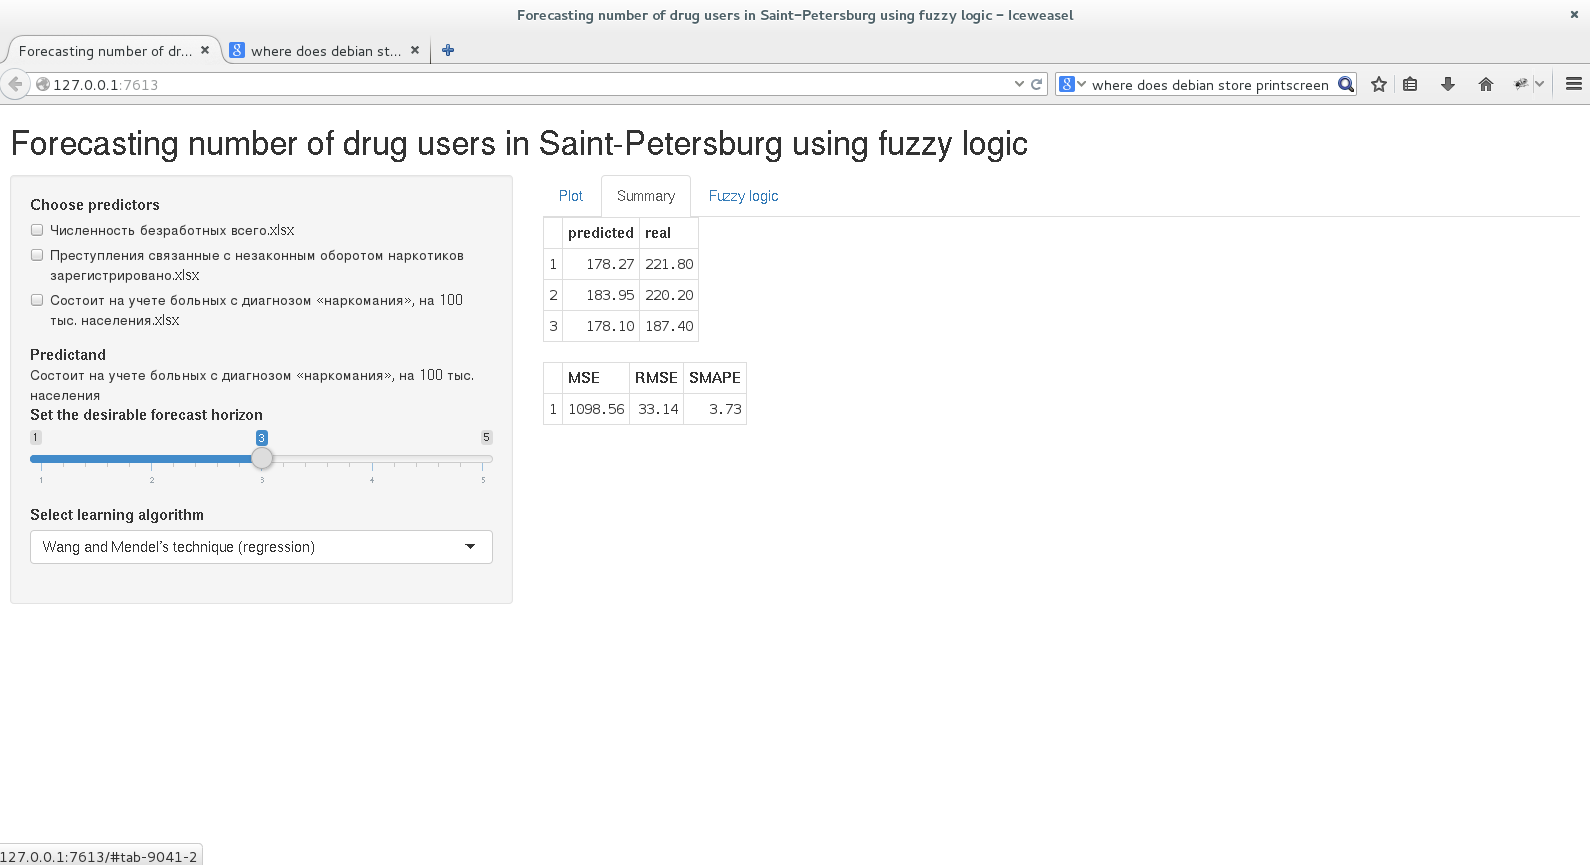 Forecasting number of drug users in Saint-Petersburg using fuzzy logic - Iceweasel
Forecasting number of dr... where does debian st...
127.0.0.1:7613 where does debian store printscreen
Forecasting number of drug users in Saint-Petersburg using fuzzy logic
Choose predictors
Численность безработных всего.xlsx
Преступления связанные с незаконным оборотом наркотиков
зарегистрировано.xlsx
Состоит на учете больных с диагнозом «наркомания», на 100
тыс. населения.xlsx
Predictand
Состоит на учете больных с диагнозом «наркомания», на 100 тыс.
населения
Set the desirable forecast horizon
1 3 5
1 2 3 4 5
Select learning algorithm
Wang and Mendel's technique (regression)
Plot Summary Fuzzy logic
predicted real
1 178.27 221.80
2 183.95 220.20
3 178.10 187.40
MSE RMSE SMAPE
1 1098.56 33.14 3.73
127.0.0.1:7613/#tab-9041-2